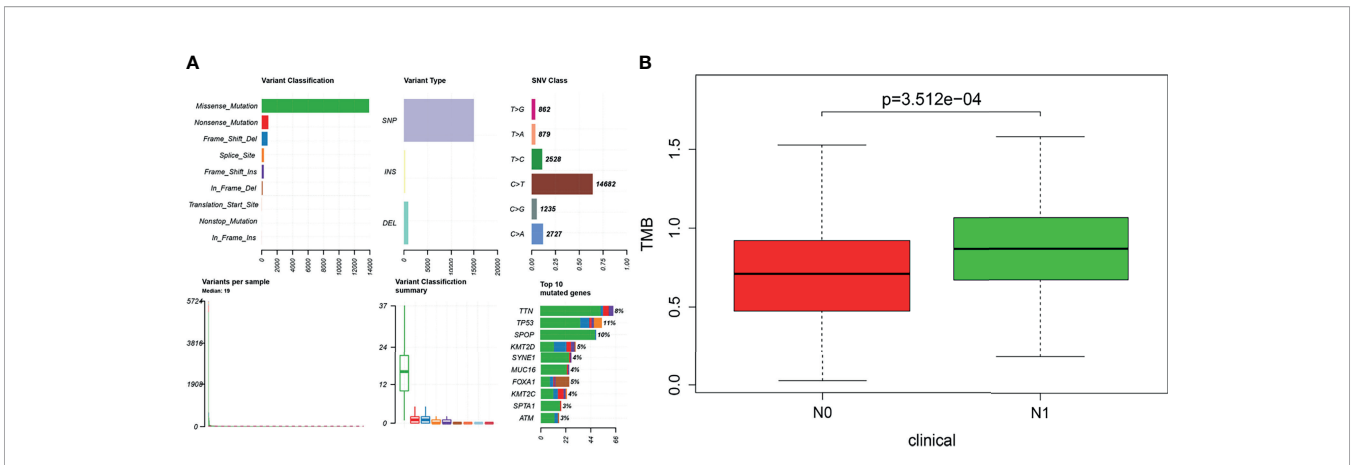 A
B
Variant Classification
Missense_Mutation
Nonsense_Mutation
Frame_Shift_Del
Splice_Site
Frame_Shift_Ins
In_Frame_Del
Translation_Start_Site
Nonstop_Mutation
In_Frame_Ins
0
2000
4000
6000
8000
10000
12000
14000
Variant Type
SNP
INS
DEL
0
5000
10000
15000
20000
SNV Class
T>G 862
T>A 879
T>C 2528
C>T 14682
C>G 1235
C>A 2727
0.00
0.25
0.50
0.75
1.00
Variants per sample
Median: 19
5724
3816
1908
0
Variant Classifiction
summary
37
24
12
0
Top 10
mutated genes
TTN 8%
TP53 11%
SPOP 10%
KMT2D 5%
SYNE1 4%
MUC16 4%
FOXA1 5%
KMT2C 4%
SPTA1 3%
ATM 3%
0
22
44
66
p=3.512e−04
TMB
1.5
1.0
0.5
0.0
N0
N1
clinical